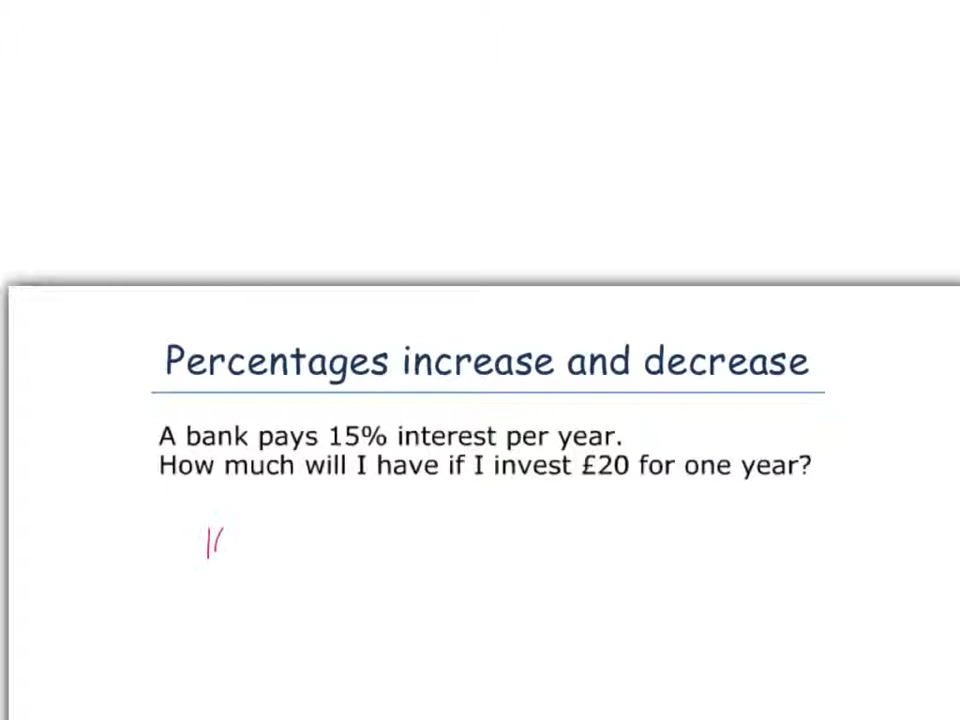 Percentages increase and decrease
A bank pays 15% interest per year.
How much will I have if I invest £20 for one year?